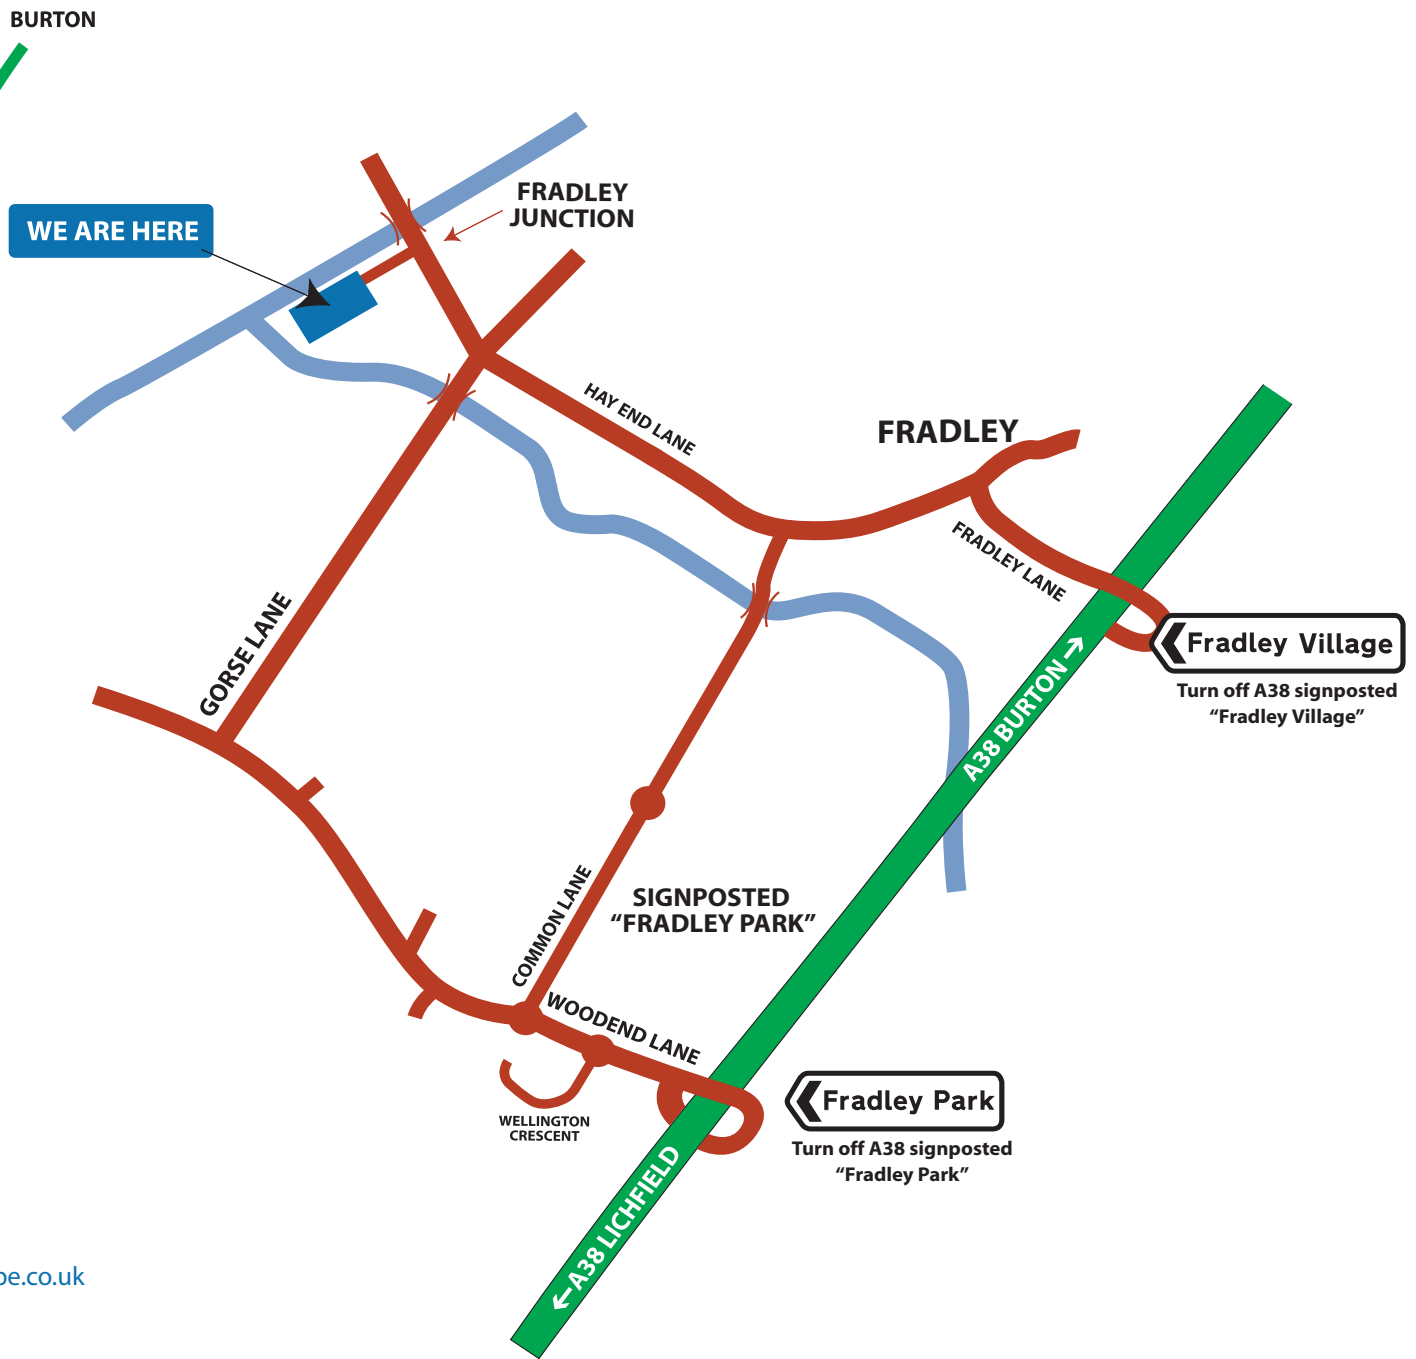 BURTON
WE ARE HERE
FRADLEY
JUNCTION
HAY END LANE
FRADLEY
FRADLEY LANE
GORSE LANE
Fradley Village
Turn off A38 signposted
“Fradley Village”
A38 BURTON →
COMMON LANE
SIGNPOSTED
“FRADLEY PARK”
WOODEND LANE
WELLINGTON
CRESCENT
Fradley Park
Turn off A38 signposted
“Fradley Park”
← A38 LICHFIELD
.co.uk